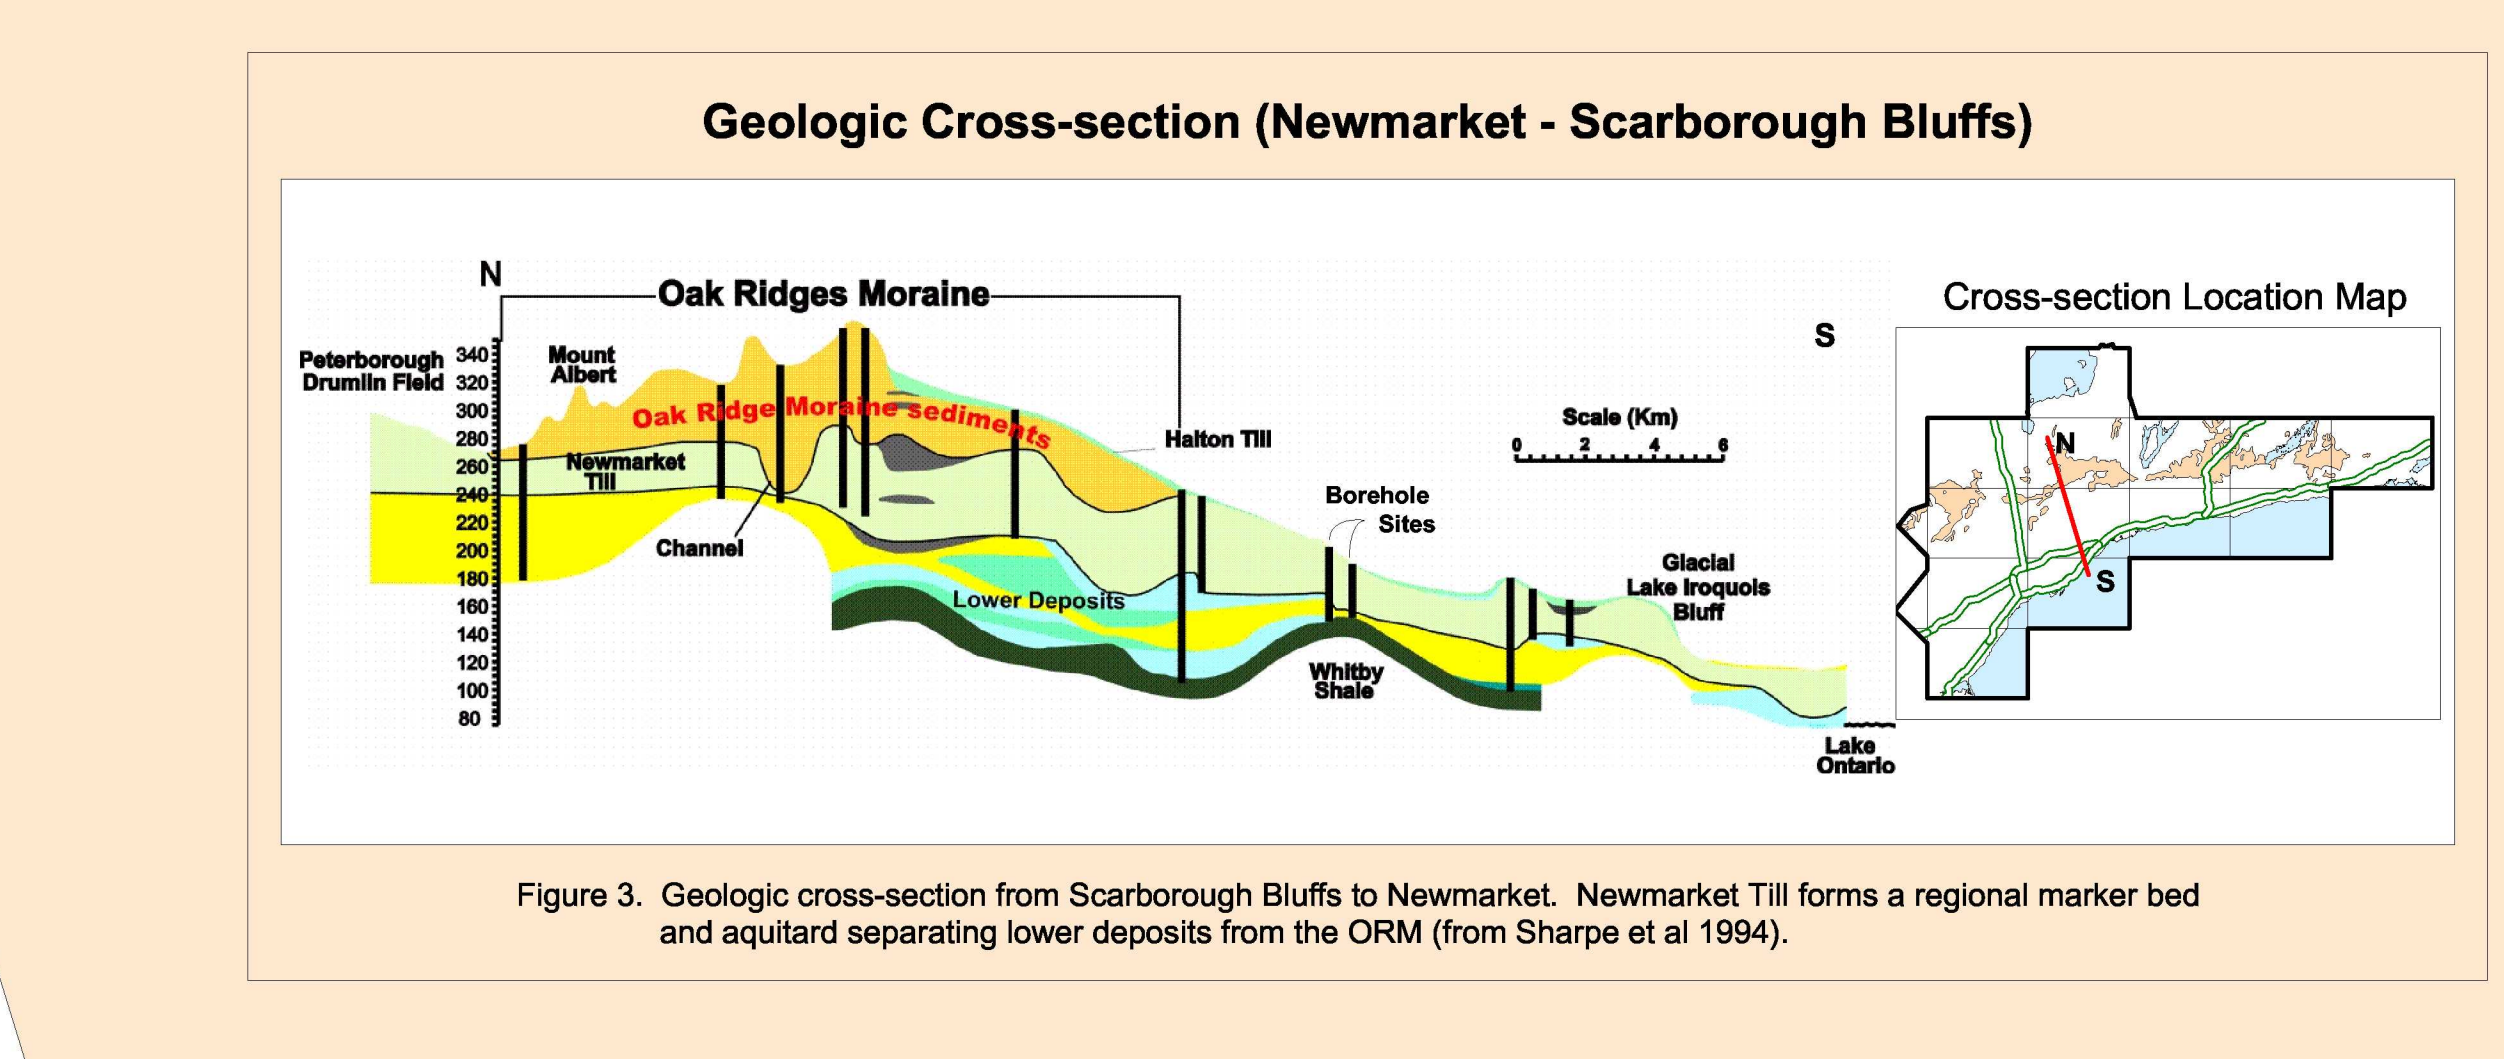 Geologic Cross-section (Newmarket - Scarborough Bluffs)
N
Oak Ridges Moraine
S
Cross-section Location Map
Peterborough
Drumlin Field
340
320
300
280
260
240
220
200
180
160
140
120
100
80
Mount
Albert
Oak Ridge Moraine sediments
Newmarket
Till
Channel
Halton Till
Lower Deposits
Scale (Km)
0 2 4 6
Borehole
Sites
Whitby
Shale
Glacial
Lake Iroquois
Bluff
Lake
Ontario
N
S
Figure 3. Geologic cross-section from Scarborough Bluffs to Newmarket. Newmarket Till forms a regional marker bed
and aquitard separating lower deposits from the ORM (from Sharpe et al 1994).